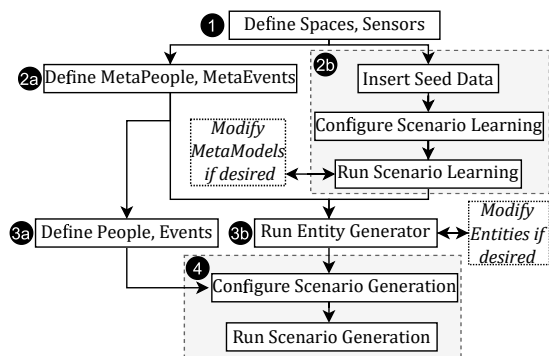 1 Define Spaces, Sensors
2a Define MetaPeople, MetaEvents
2b
Insert Seed Data
Configure Scenario Learning
Run Scenario Learning
Modify
MetaModels
if desired
3a Define People, Events
3b Run Entity Generator
Modify
Entities if
desired
4
Configure Scenario Generation
Run Scenario Generation